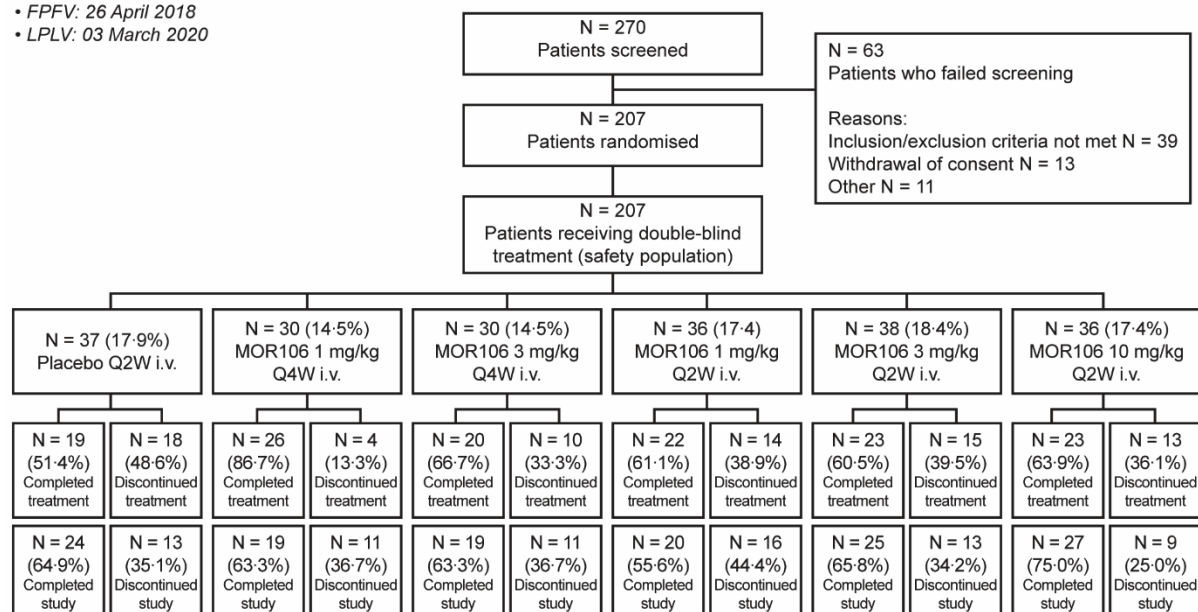 • FPFV: 26 April 2018
• LPLV: 03 March 2020
N = 270
Patients screened
N = 63
Patients who failed screening
Reasons:
Inclusion/exclusion criteria not met N = 39
Withdrawal of consent N = 13
Other N = 11
N = 207
Patients randomised
N = 207
Patients receiving double-blind
treatment (safety population)
N = 37 (17·9%)
Placebo Q2W i.v.
N = 30 (14·5%)
MOR106 1 mg/kg
Q4W i.v.
N = 30 (14·5%)
MOR106 3 mg/kg
Q4W i.v.
N = 36 (17·4)
MOR106 1 mg/kg
Q2W i.v.
N = 38 (18·4%)
MOR106 3 mg/kg
Q2W i.v.
N = 36 (17·4%)
MOR106 10 mg/kg
Q2W i.v.
N = 19
(51·4%)
Completed
treatment
N = 18
(48·6%)
Discontinued
treatment
N = 26
(86·7%)
Completed
treatment
N = 4
(13·3%)
Discontinued
treatment
N = 20
(66·7%)
Completed
treatment
N = 10
(33·3%)
Discontinued
treatment
N = 22
(61·1%)
Completed
treatment
N = 14
(38·9%)
Discontinued
treatment
N = 23
(60·5%)
Completed
treatment
N = 15
(39·5%)
Discontinued
treatment
N = 23
(63·9%)
Completed
treatment
N = 13
(36·1%)
Discontinued
treatment
N = 24
(64·9%)
Completed
study
N = 13
(35·1%)
Discontinued
study
N = 19
(63·3%)
Completed
study
N = 11
(36·7%)
Discontinued
study
N = 19
(63·3%)
Completed
study
N = 11
(36·7%)
Discontinued
study
N = 20
(55·6%)
Completed
study
N = 16
(44·4%)
Discontinued
study
N = 25
(65·8%)
Completed
study
N = 13
(34·2%)
Discontinued
study
N = 27
(75·0%)
Completed
study
N = 9
(25·0%)
Discontinued
study